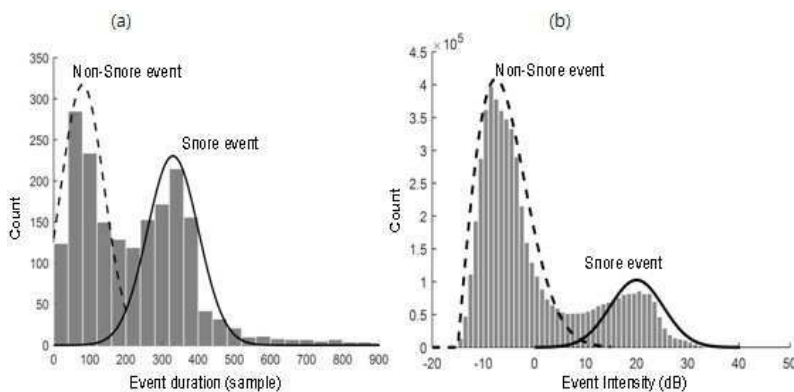 (a)
350
300
250
200
150
100
50
0
Count
Non-Snore event
Snore event
0 100 200 300 400 500 600 700 800 900
Event duration (sample)
(b)
× 10⁵
4.5
4
3.5
3
2.5
2
1.5
1
0.5
0
Count
Non-Snore event
Snore event
-20 -10 0 10 20 30 40 50
Event Intensity (dB)